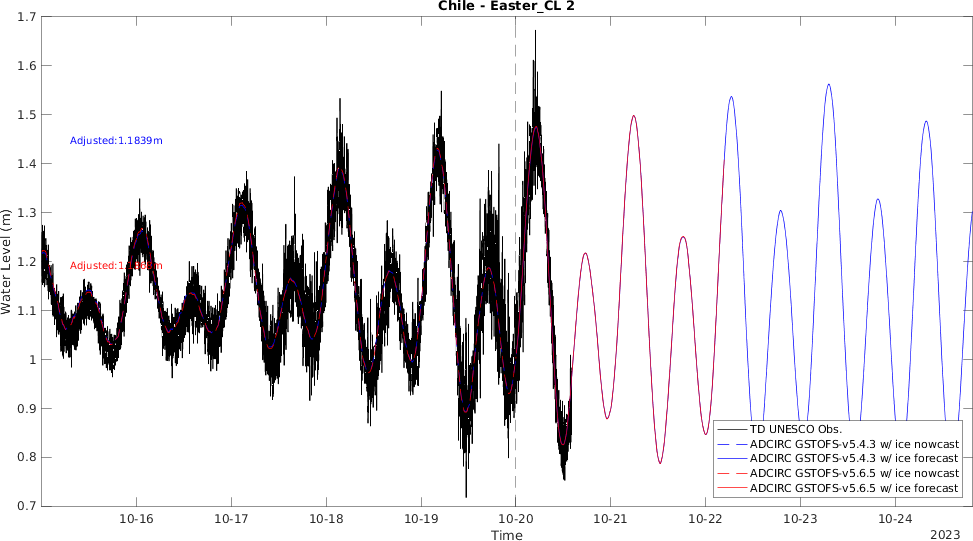 Chile - Easter_CL 2
Water Level (m)
1.7
1.6
1.5
1.4
1.3
1.2
1.1
1
0.9
0.8
0.7
Adjusted:1.1839m
TD UNESCO Obs.
ADCIRC GSTOFS-v5.4.3 w/ ice nowcast
ADCIRC GSTOFS-v5.4.3 w/ ice forecast
ADCIRC GSTOFS-v5.6.5 w/ ice nowcast
ADCIRC GSTOFS-v5.6.5 w/ ice forecast
10-16
10-17
10-18
10-19
10-20
10-21
10-22
10-23
10-24
Time
2023